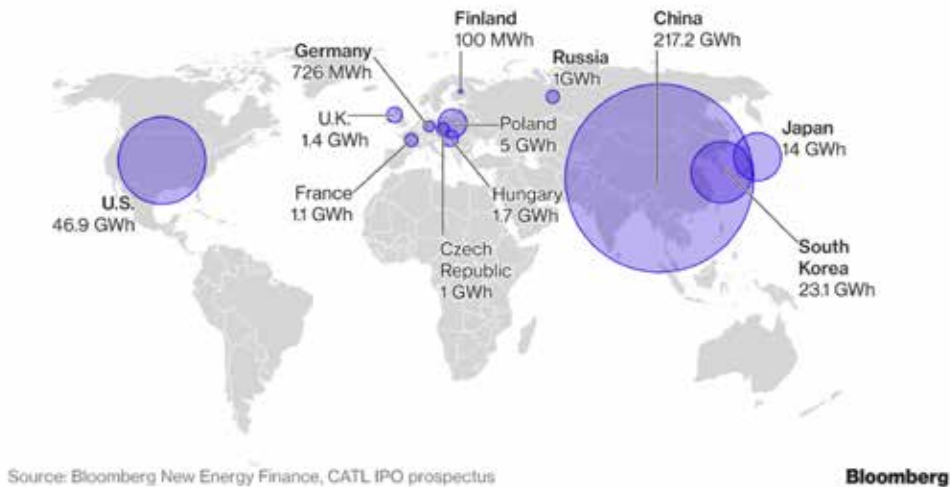 Finland
100 MWh
China
217.2 GWh
Germany
726 MWh
Russia
1GWh
U.K.
1.4 GWh
Poland
5 GWh
Japan
14 GWh
France
1.1 GWh
Hungary
1.7 GWh
U.S.
46.9 GWh
Czech
Republic
1 GWh
South
Korea
23.1 GWh
Source: Bloomberg New Energy Finance, CATL IPO prospectus
Bloomberg